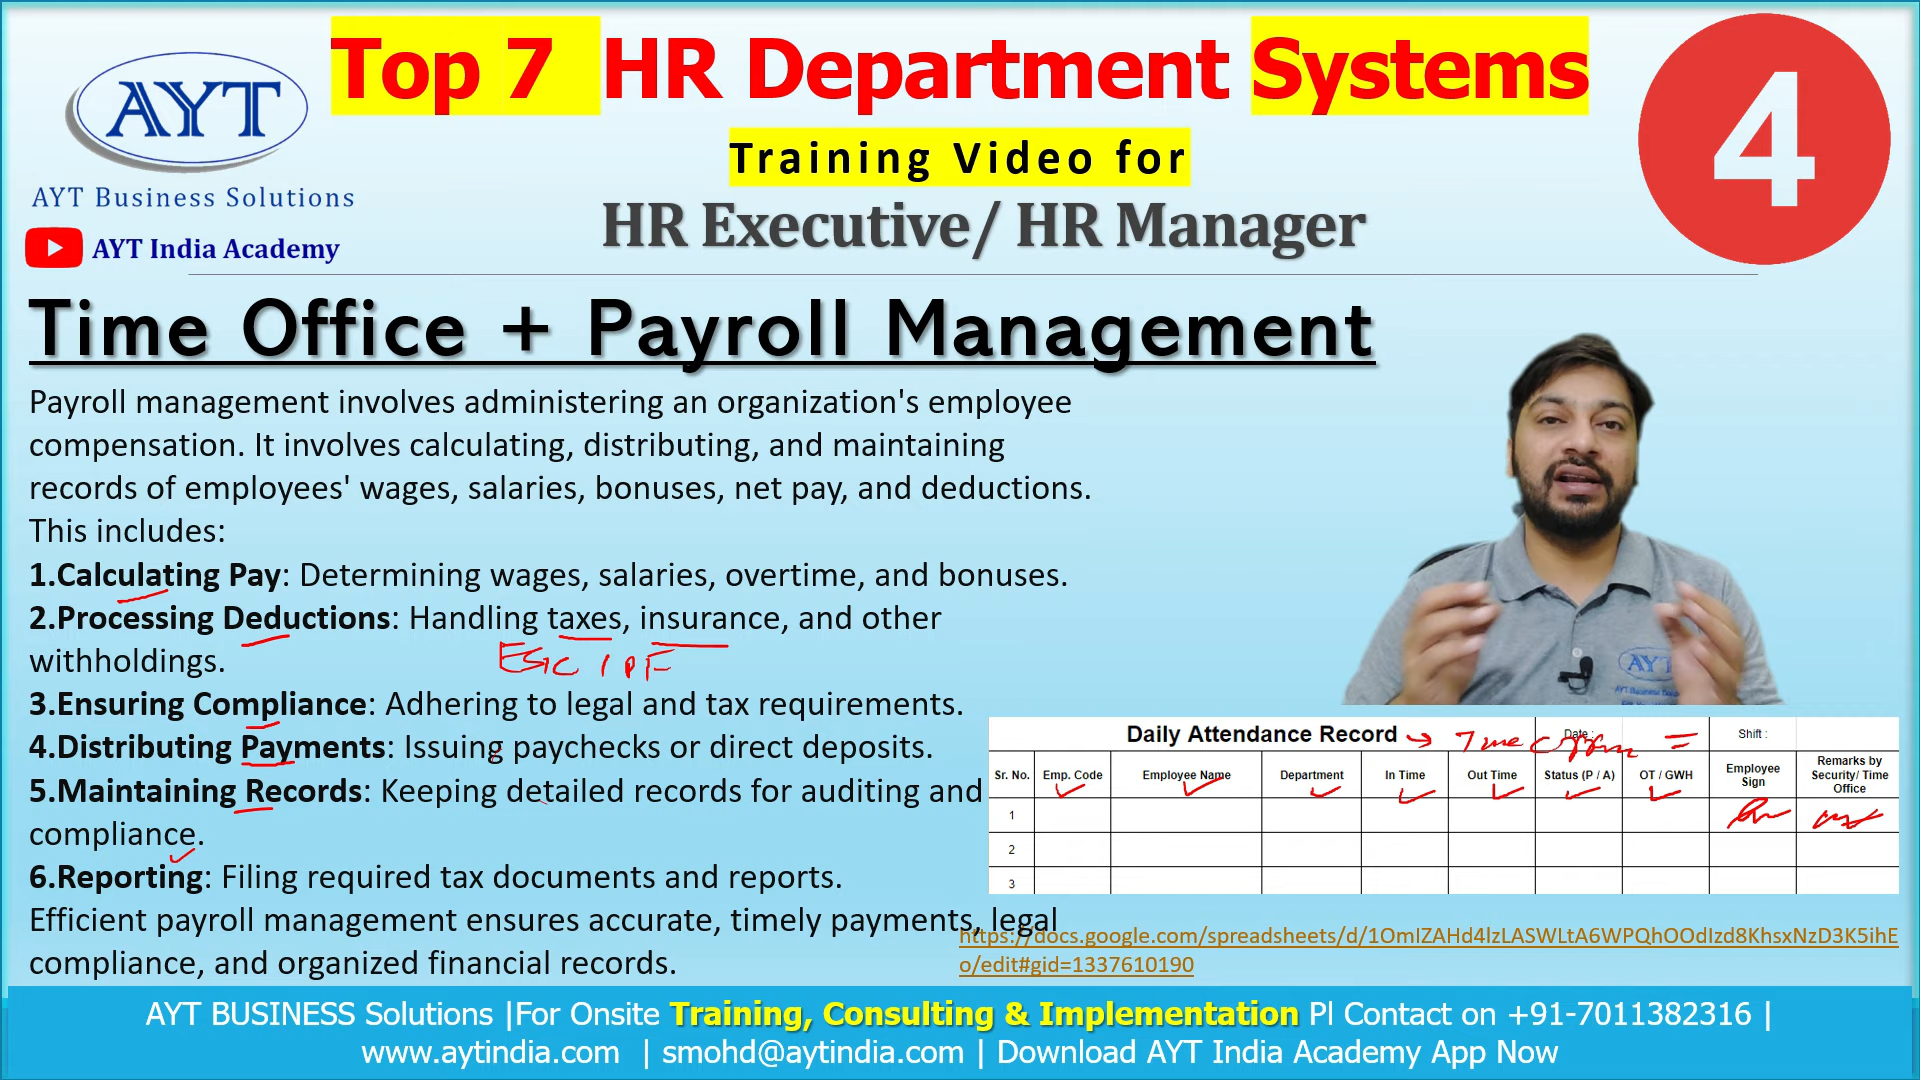 Top 7 HR Department Systems
4
AYT
AYT Business Solutions
AYT India Academy
Training Video for
HR Executive/ HR Manager
Time Office + Payroll Management
Payroll management involves administering an organization's employee
compensation. It involves calculating, distributing, and maintaining
records of employees' wages, salaries, bonuses, net pay, and deductions.
This includes:
1.Calculating Pay: Determining wages, salaries, overtime, and bonuses.
2.Processing Deductions: Handling taxes, insurance, and other
withholdings.
ESIC / PF
3.Ensuring Compliance: Adhering to legal and tax requirements.
4.Distributing Payments: Issuing paychecks or direct deposits.
5.Maintaining Records: Keeping detailed records for auditing and
compliance.
6.Reporting: Filing required tax documents and reports.
Efficient payroll management ensures accurate, timely payments, legal
compliance, and organized financial records.
AYT
Daily Attendance Record Time Date : Shift :
Sr. No. Emp. Code Employee Name Department In Time Out Time Status (P / A) OT / GWH Employee Sign Remarks by Security/ Time Office
1
2
3
https://docs.google.com/spreadsheets/d/1OmIZAHd4lzLASWLtA6WPQhOOdIzd8KhsxNzD3K5ihE
o/edit#gid=1337610190
AYT BUSINESS Solutions |For Onsite Training, Consulting & Implementation Pl Contact on +91-7011382316 |
www.aytindia.com | smohd@aytindia.com | Download AYT India Academy App Now